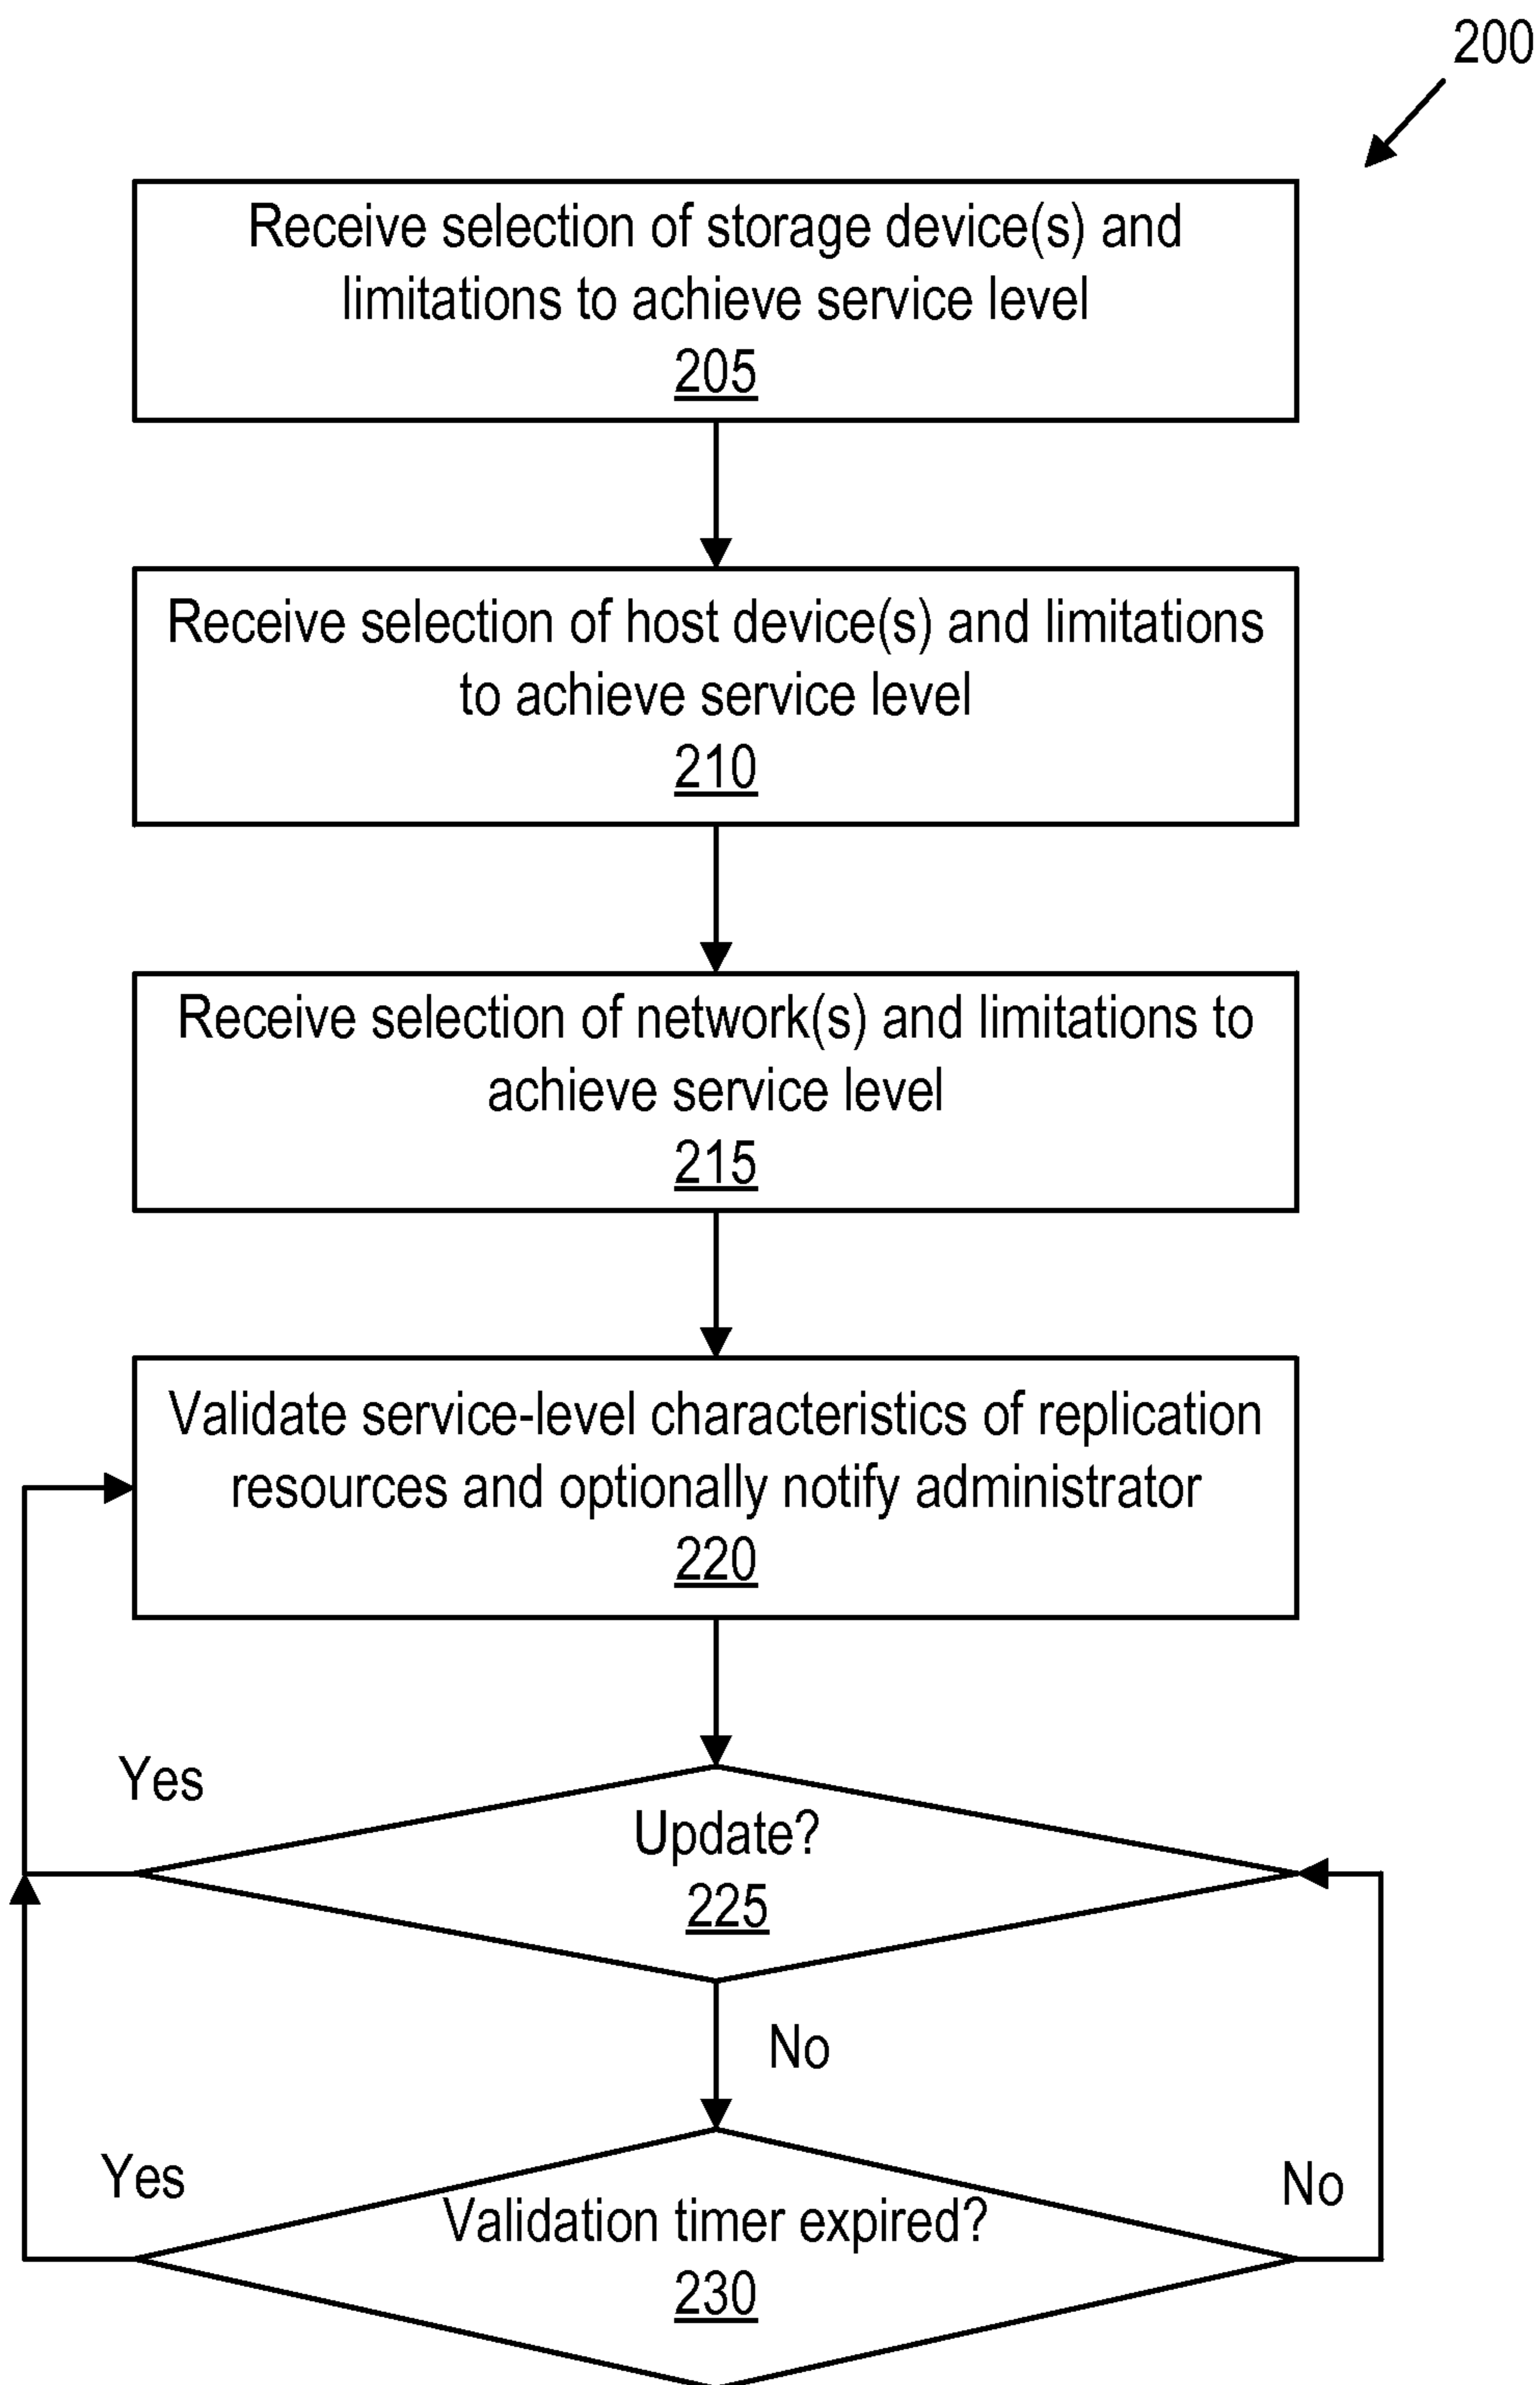 200
Receive selection of storage device(s) and
limitations to achieve service level
205
Receive selection of host device(s) and limitations
to achieve service level
210
Receive selection of network(s) and limitations to
achieve service level
215
Validate service-level characteristics of replication
resources and optionally notify administrator
220
Yes
Update?
225
No
Yes
No
Validation timer expired?
230